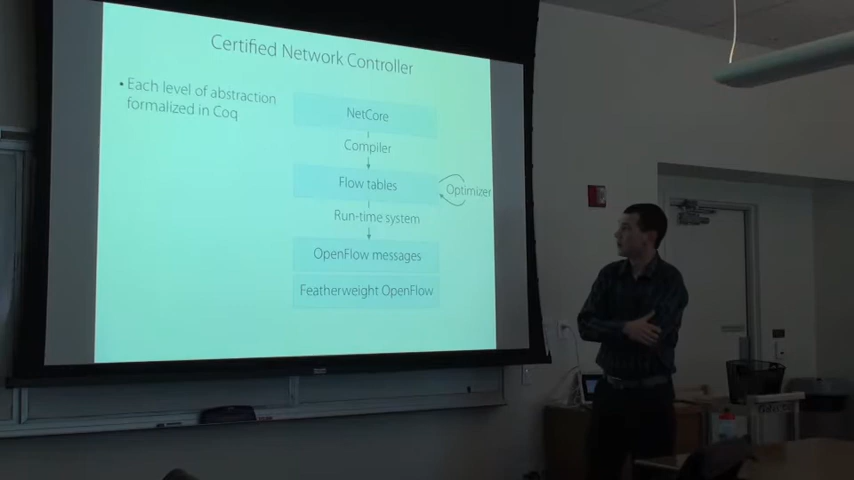 Certified Network Controller
• Each level of abstraction
formalized in Coq
NetCore
Compiler
Flow tables
Optimizer
Run-time system
OpenFlow messages
Featherweight OpenFlow